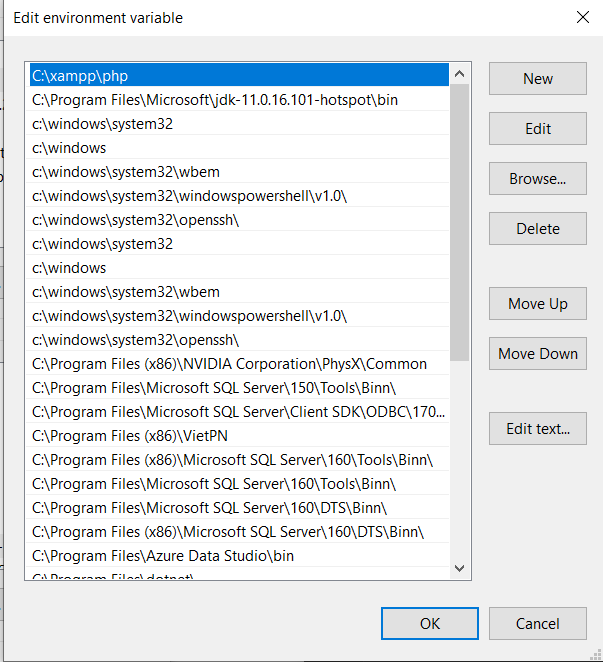 Edit environment variable
C:\xampp\php
C:\Program Files\Microsoft\jdk-11.0.16.101-hotspot\bin
c:\windows\system32
c:\windows
c:\windows\system32\wbem
c:\windows\system32\windowspowershell\v1.0\
c:\windows\system32\openssh\
c:\windows\system32
c:\windows
c:\windows\system32\wbem
c:\windows\system32\windowspowershell\v1.0\
c:\windows\system32\openssh\
C:\Program Files (x86)\NVIDIA Corporation\PhysX\Common
C:\Program Files\Microsoft SQL Server\150\Tools\Binn\
C:\Program Files\Microsoft SQL Server\Client SDK\ODBC\170...
C:\Program Files (x86)\VietPN
C:\Program Files (x86)\Microsoft SQL Server\160\Tools\Binn\
C:\Program Files\Microsoft SQL Server\160\Tools\Binn\
C:\Program Files\Microsoft SQL Server\160\DTS\Binn\
C:\Program Files (x86)\Microsoft SQL Server\160\DTS\Binn\
C:\Program Files\Azure Data Studio\bin
C:\Program Files\dotnet\
New
Edit
Browse...
Delete
Move Up
Move Down
Edit text...
OK
Cancel